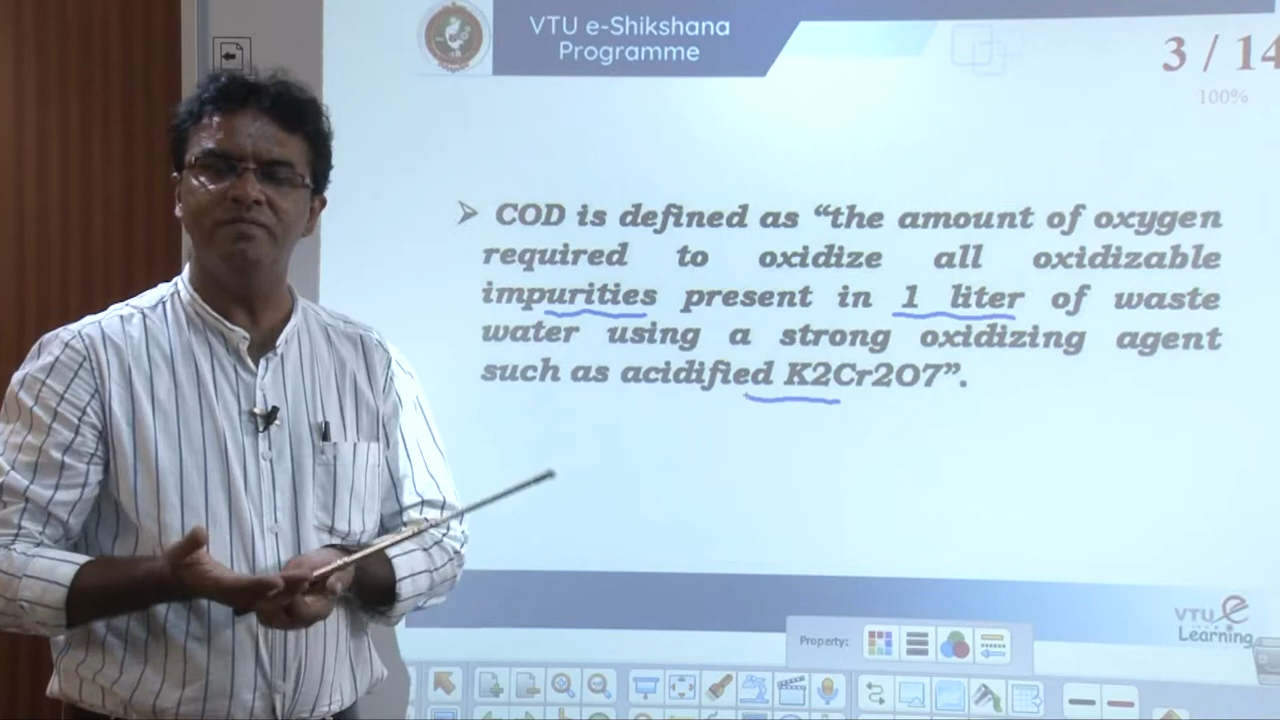 VTU e-Shikshana
Programme
3 / 14
100%
➢ COD is defined as “the amount of oxygen
required to oxidize all oxidizable
impurities present in 1 liter of waste
water using a strong oxidizing agent
such as acidified K2Cr2O7”.
VTU e
Learning
Property: